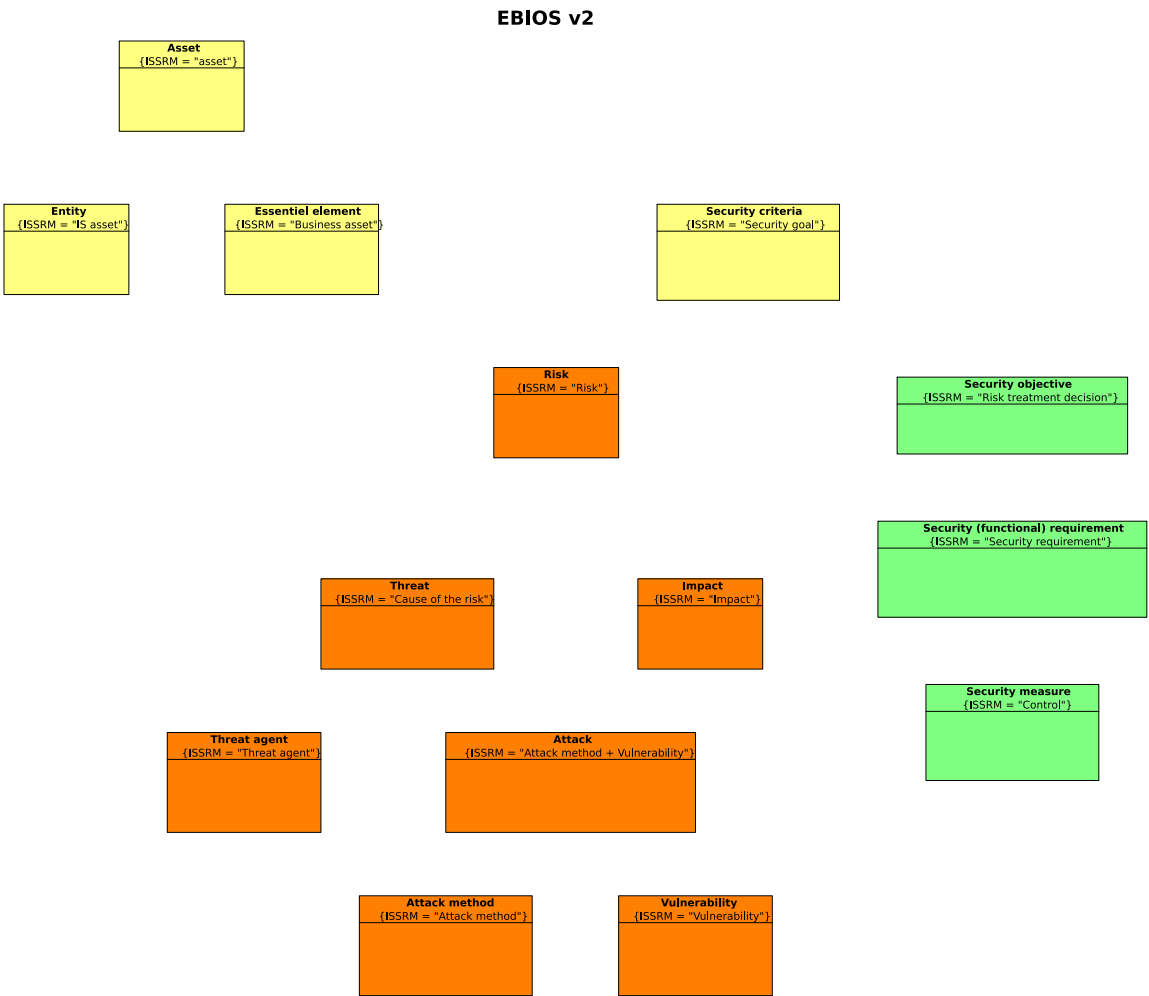 EBIOS v2
Asset
{ISSRM = "asset"}
Entity
{ISSRM = "IS asset"}
Essentiel element
{ISSRM = "Business asset"}
Security criteria
{ISSRM = "Security goal"}
Risk
{ISSRM = "Risk"}
Security objective
{ISSRM = "Risk treatment decision"}
Security (functional) requirement
{ISSRM = "Security requirement"}
Threat
{ISSRM = "Cause of the risk"}
Impact
{ISSRM = "Impact"}
Security measure
{ISSRM = "Control"}
Threat agent
{ISSRM = "Threat agent"}
Attack
{ISSRM = "Attack method + Vulnerability"}
Attack method
{ISSRM = "Attack method"}
Vulnerability
{ISSRM = "Vulnerability"}